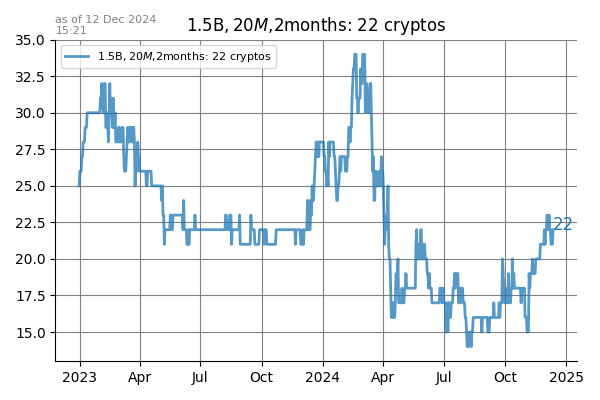 as of 12 Dec 2024
15:21
1.5B, 20M,2months: 22 cryptos
1.5B, 20M,2months: 22 cryptos
35.0
32.5
30.0
27.5
25.0
22.5
20.0
17.5
15.0
22
2023
Apr
Jul
Oct
2024
Apr
Jul
Oct
2025